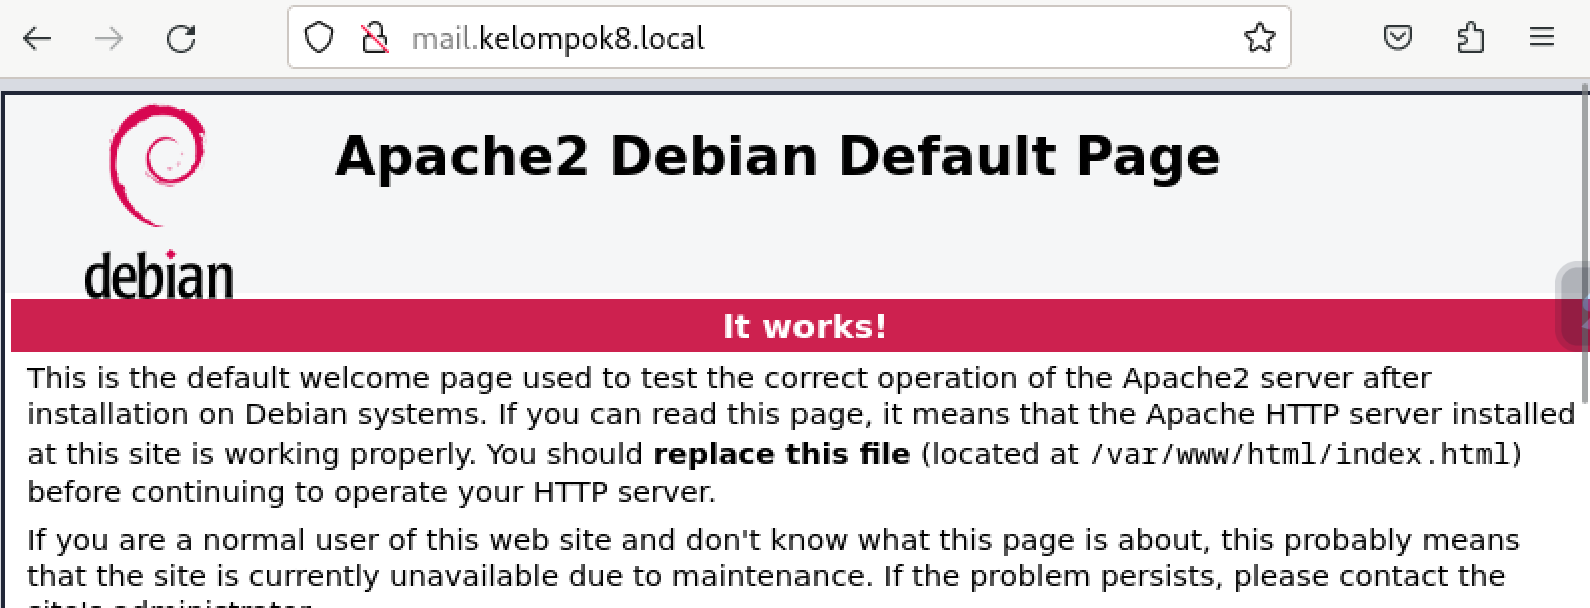 mail.kelompok8.local
Apache2 Debian Default Page
debian
It works!
This is the default welcome page used to test the correct operation of the Apache2 server after
installation on Debian systems. If you can read this page, it means that the Apache HTTP server installed
at this site is working properly. You should replace this file (located at /var/www/html/index.html)
before continuing to operate your HTTP server.
If you are a normal user of this web site and don't know what this page is about, this probably means
that the site is currently unavailable due to maintenance. If the problem persists, please contact the
site's administrator.